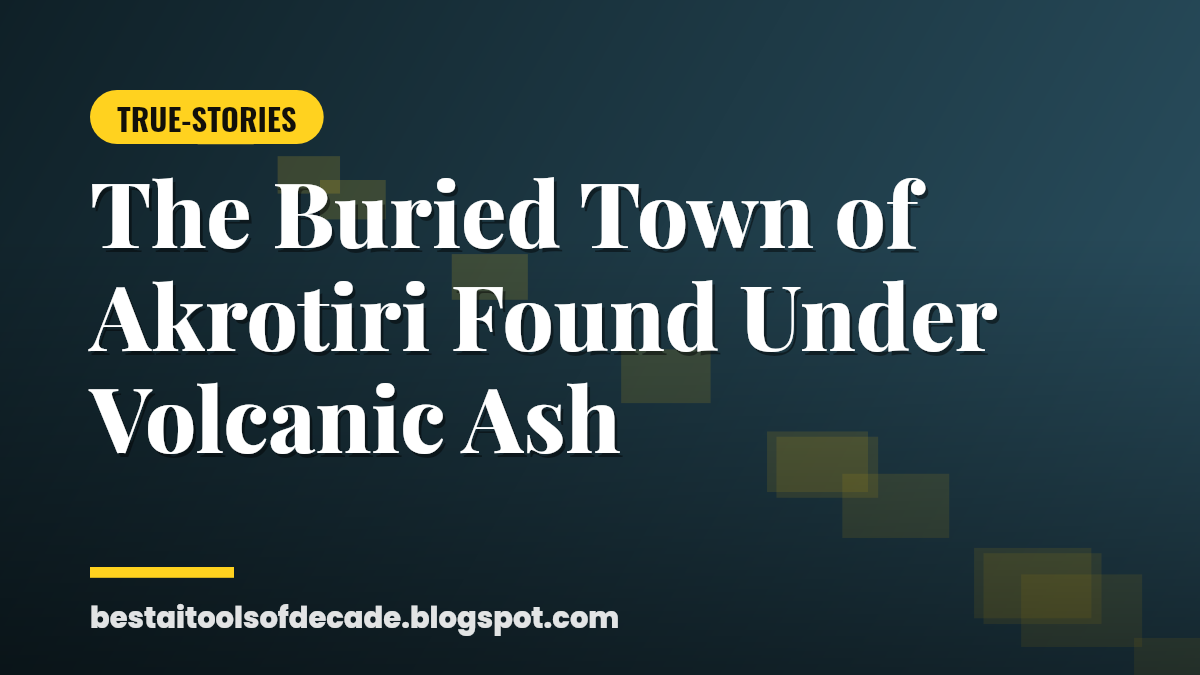 TRUE-STORIES
The Buried Town of
Akrotiri Found Under
Volcanic Ash
bestaitoolsofdecade.blogspot.com